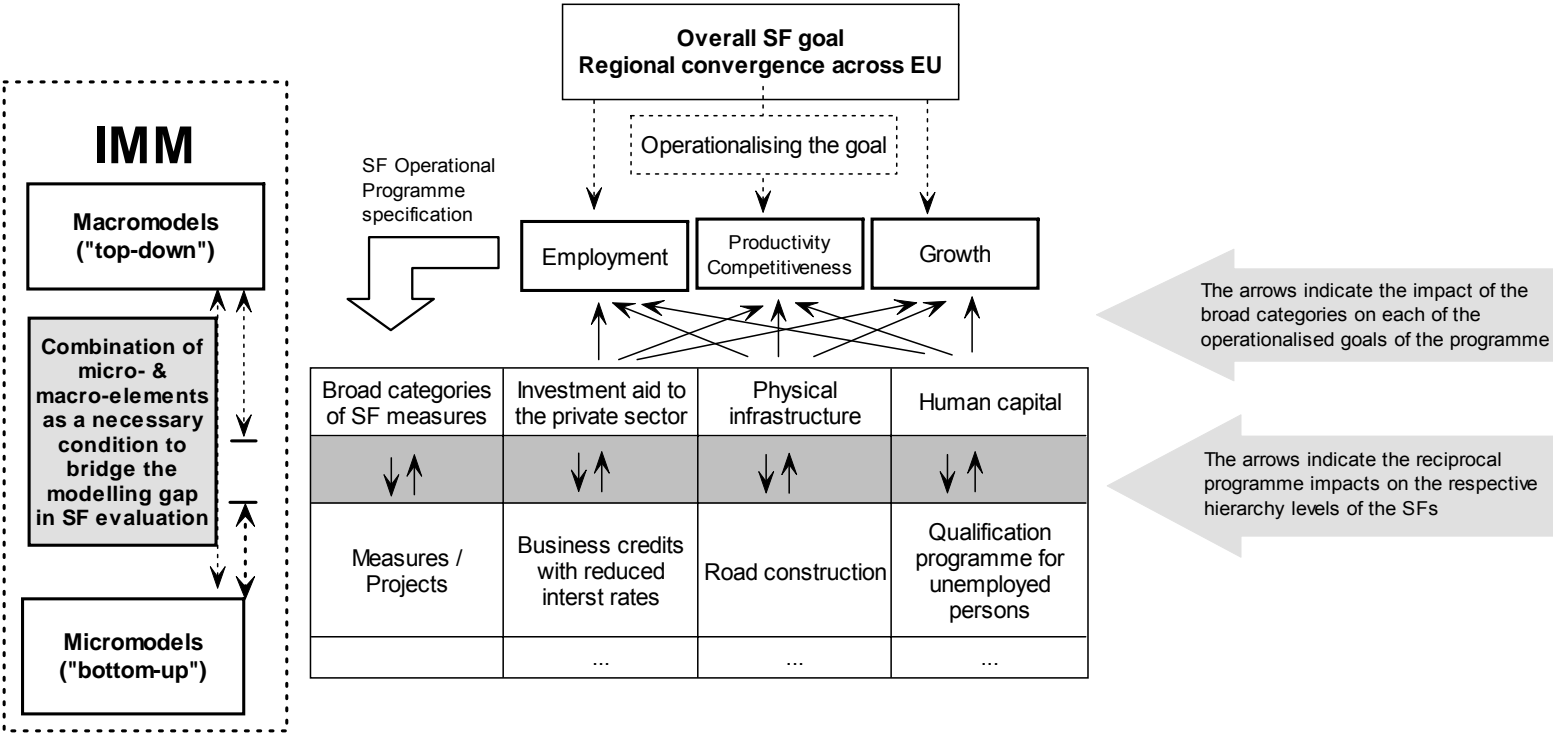 Overall SF goal
Regional convergence across EU
Operationalising the goal
IMM
Macromodels
("top-down")
Combination of
micro- &
macro-elements
as a necessary
condition to
bridge the
modelling gap
in SF evaluation
Micromodels
("bottom-up")
SF Operational
Programme
specification
Employment
Productivity
Competitiveness
Growth
The arrows indicate the impact of the
broad categories on each of the
operationalised goals of the programme
Broad categories
of SF measures
Investment aid to
the private sector
Physical
infrastructure
Human capital
The arrows indicate the reciprocal
programme impacts on the respective
hierarchy levels of the SFs
Measures /
Projects
Business credits
with reduced
interst rates
Road construction
Qualification
programme for
unemployed
persons
...
...
...